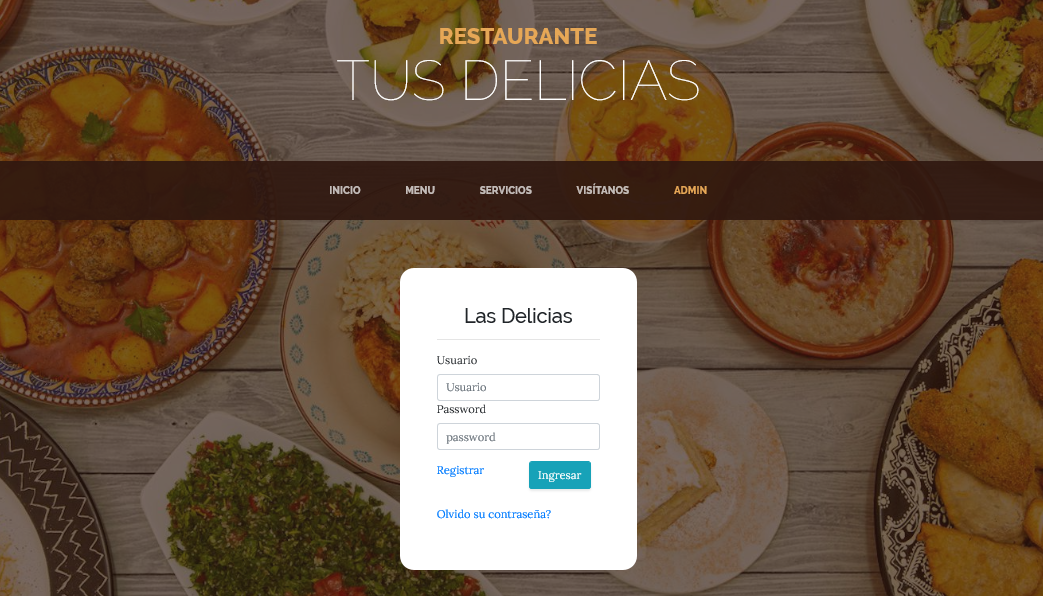 RESTAURANTE
TUS DELICIAS
INICIO MENU SERVICIOS VISÍTANOS ADMIN
Las Delicias
Usuario
Usuario
Password
password
Registrar Ingresar
Olvido su contraseña?